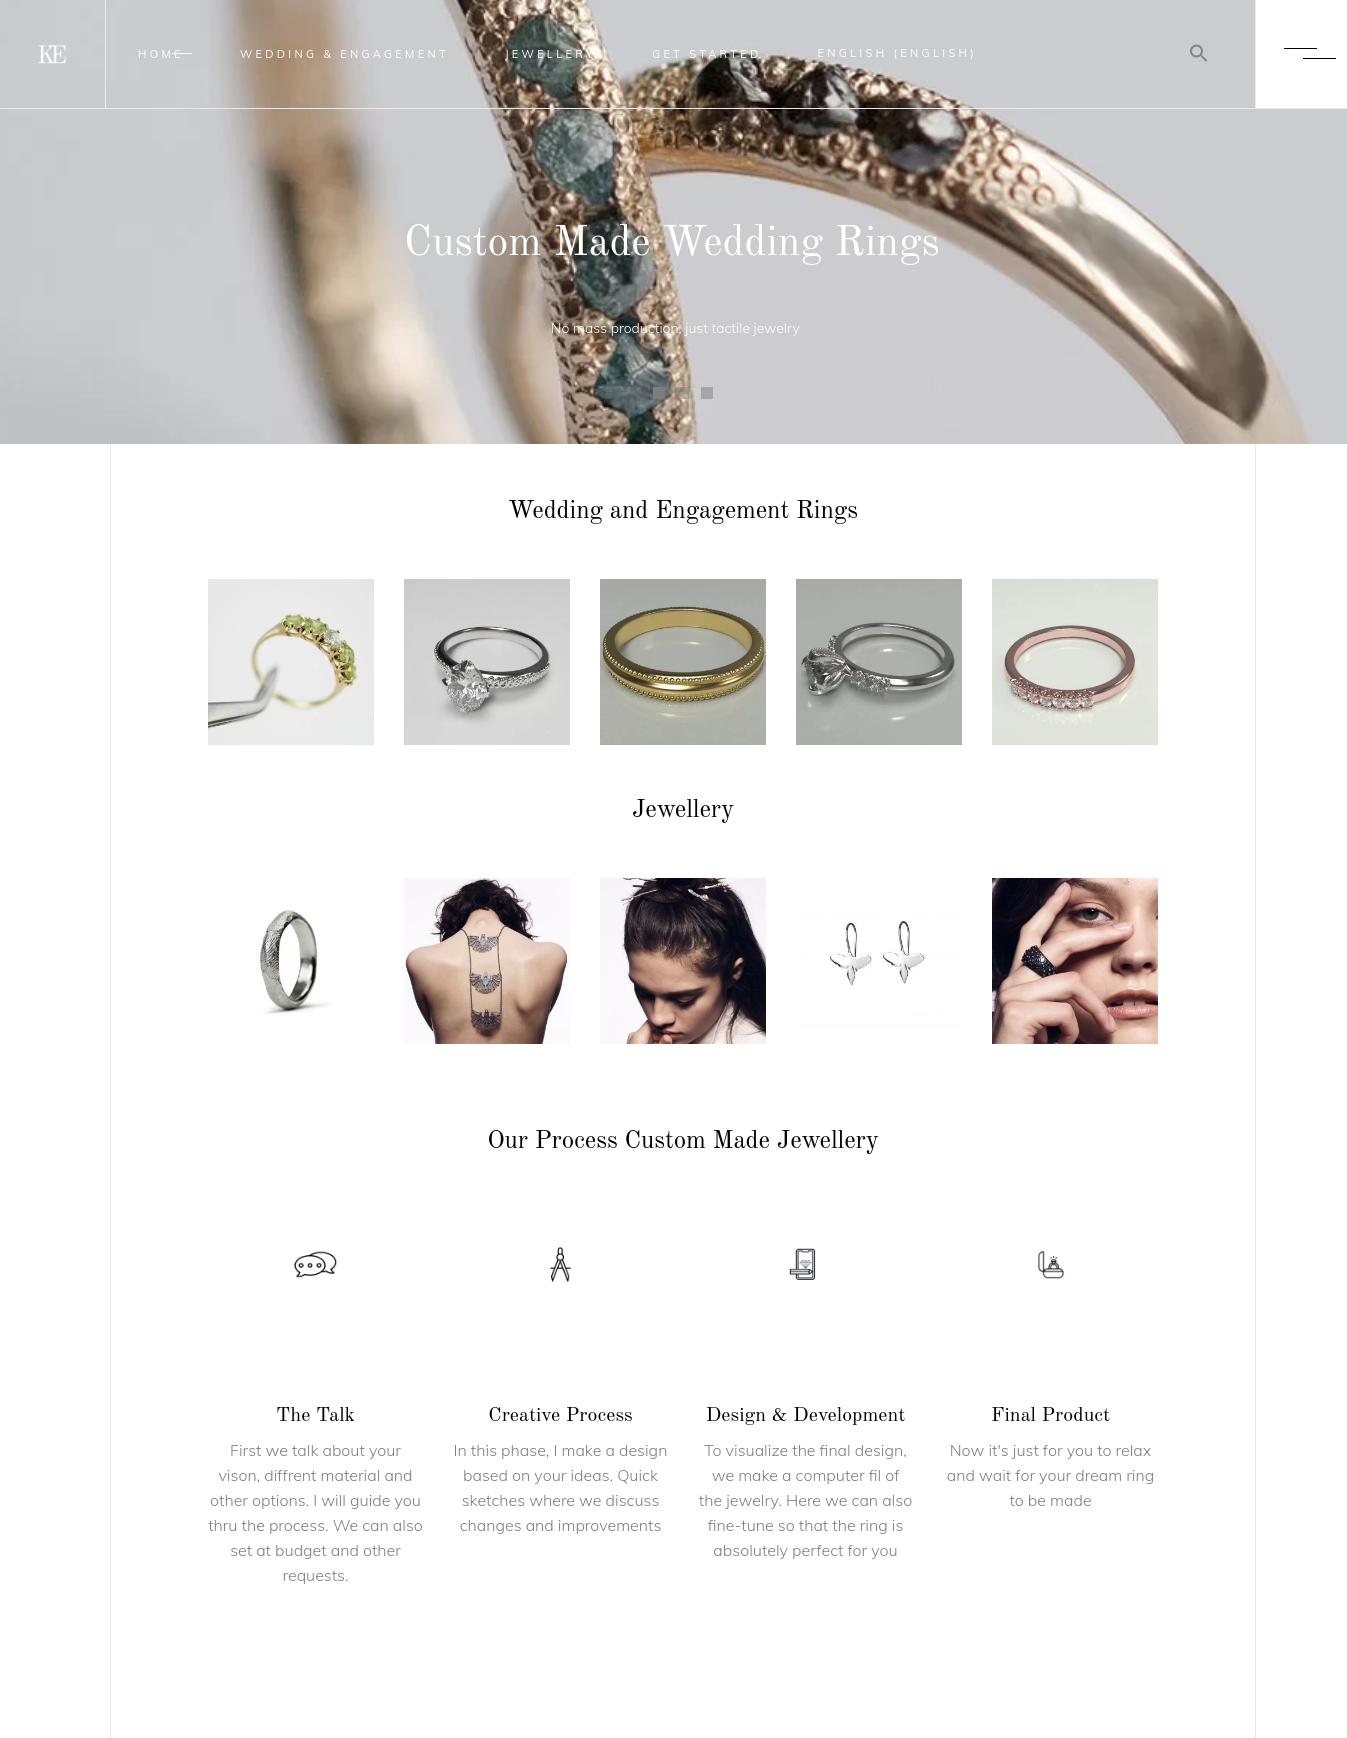 KE
HOME
WEDDING & ENGAGEMENT
JEWELLERY
GET STARTED
ENGLISH (ENGLISH)
Custom Made Wedding Rings
No mass production, just tactile jewelry
Wedding and Engagement Rings
Jewellery
Our Process Custom Made Jewellery
The Talk
First we talk about your
vison, diffrent material and
other options. I will guide you
thru the process. We can also
set at budget and other
requests.
Creative Process
In this phase, I make a design
based on your ideas. Quick
sketches where we discuss
changes and improvements
Design & Development
To visualize the final design,
we make a computer fil of
the jewelry. Here we can also
fine-tune so that the ring is
absolutely perfect for you
Final Product
Now it's just for you to relax
and wait for your dream ring
to be made